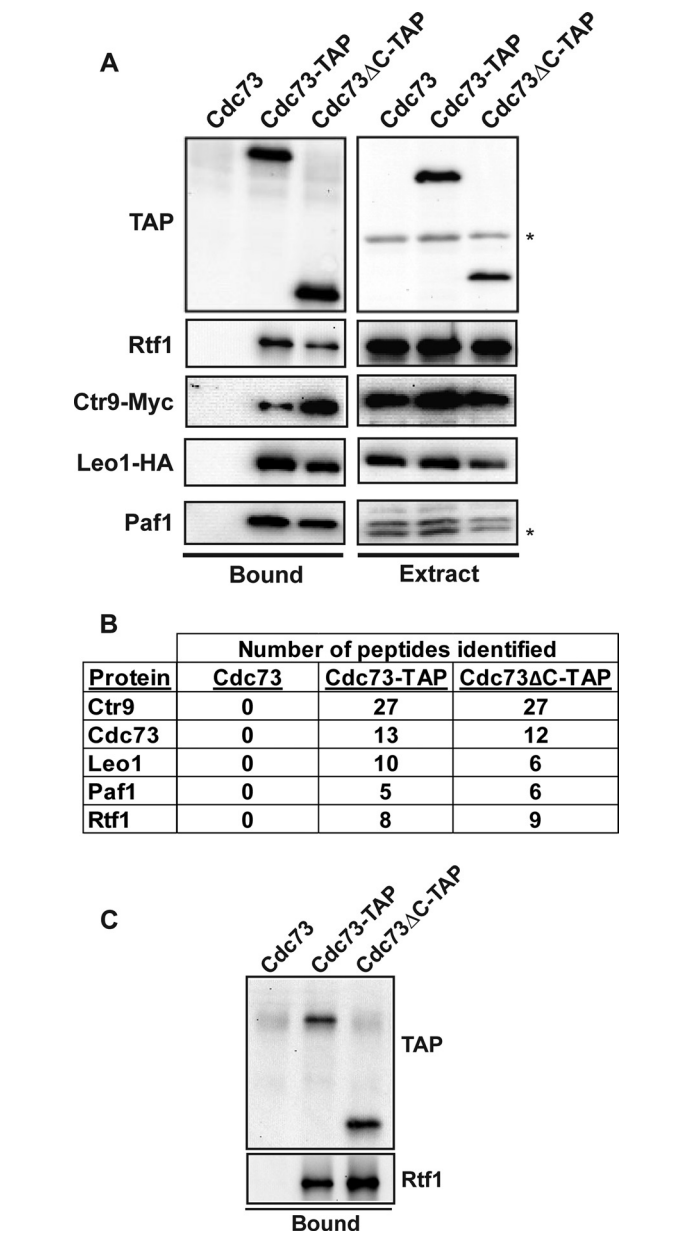 A
Cdc73 Cdc73-TAP Cdc73ΔC-TAP Cdc73 Cdc73-TAP Cdc73ΔC-TAP
TAP
*
Rtf1
Ctr9-Myc
Leo1-HA
Paf1
*
Bound Extract
B
Number of peptides identified
Protein Cdc73 Cdc73-TAP Cdc73ΔC-TAP
Ctr9 0 27 27
Cdc73 0 13 12
Leo1 0 10 6
Paf1 0 5 6
Rtf1 0 8 9
C
Cdc73 Cdc73-TAP Cdc73ΔC-TAP
TAP
Rtf1
Bound